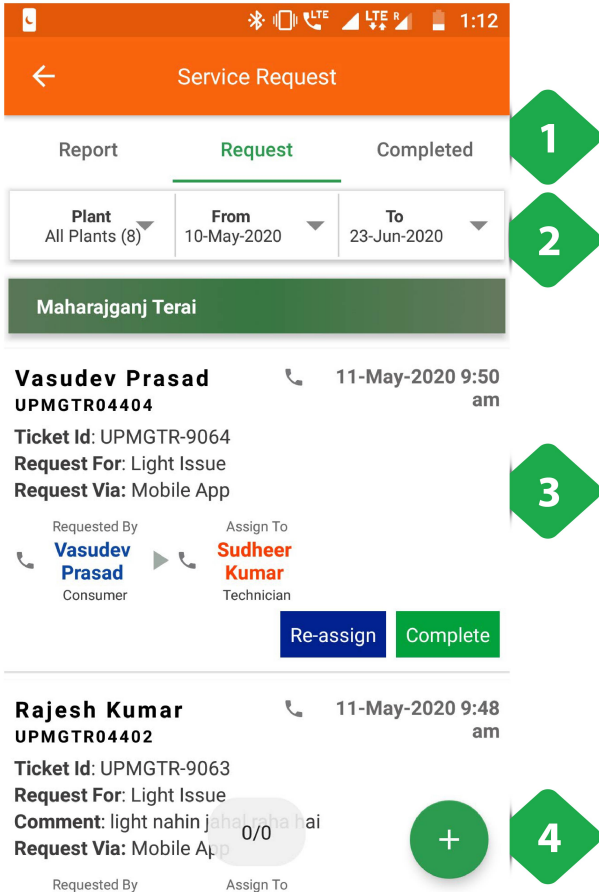 LTE LTE R 1:12
Service Request
Report Request Completed
1
Plant From To
All Plants (8) 10-May-2020 23-Jun-2020
2
Maharajganj Terai
Vasudev Prasad 11-May-2020 9:50
UPMGTR04404 am
Ticket Id: UPMGTR-9064
Request For: Light Issue
Request Via: Mobile App
3
Requested By Assign To
Vasudev Sudheer
Prasad Kumar
Consumer Technician
Re-assign Complete
Rajesh Kumar 11-May-2020 9:48
UPMGTR04402 am
Ticket Id: UPMGTR-9063
Request For: Light Issue
Comment: light nahin jahal raha hai
0/0
+
4
Request Via: Mobile App
Requested By Assign To